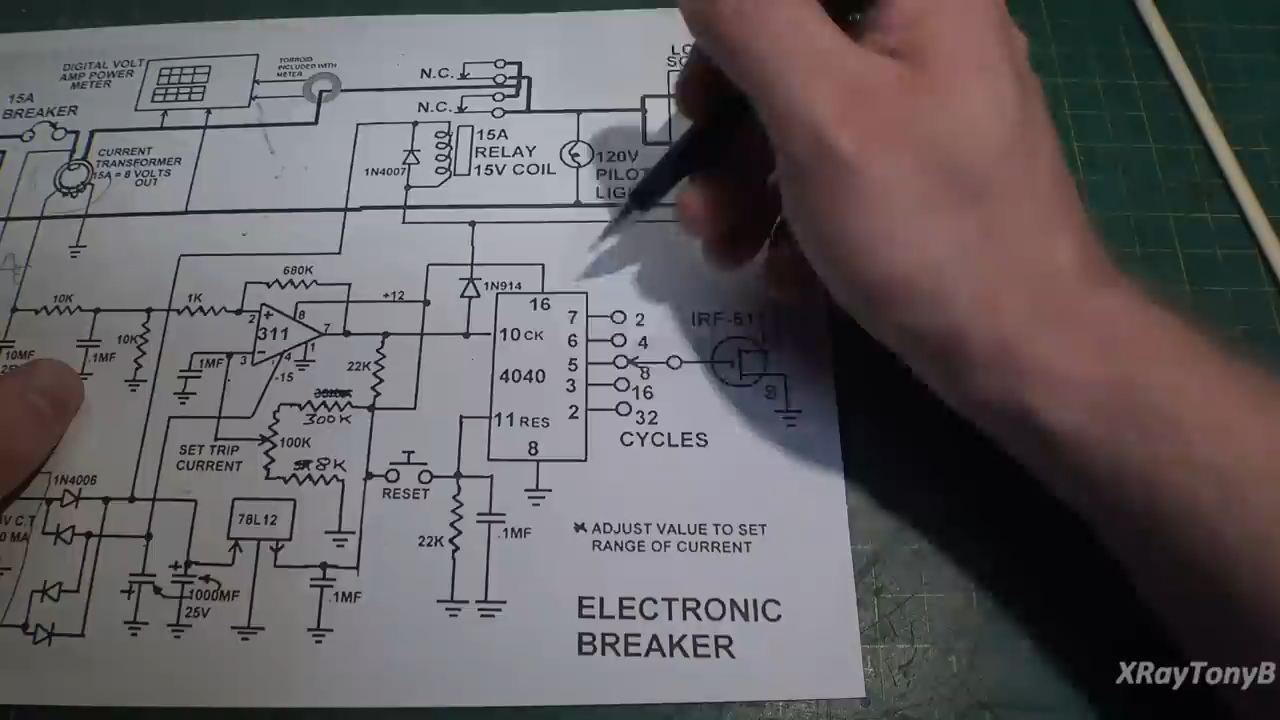 DIGITAL VOLT
AMP POWER
METER
TORROID
INCLUDED WITH
METER
15A
BREAKER
N.C.
N.C.
CURRENT
TRANSFORMER
15A = 8 VOLTS
OUT
1N4007
15A
RELAY
15V COIL
120V
PILOT
680K
10K
1K
+12
1N914
2
+
8
311
7
-
3
4
1
-15
10K
.1MF
.1MF
10MF
22K
16
10 CK
4040
11 RES
8
7
2
6
4
5
8
3
16
2
32
CYCLES
300K
100K
SET TRIP
CURRENT
8K
RESET
1N4006
78L12
22K
.1MF
.1MF
+
+
1000MF
25V
* ADJUST VALUE TO SET
RANGE OF CURRENT
ELECTRONIC
BREAKER
XRayTonyB